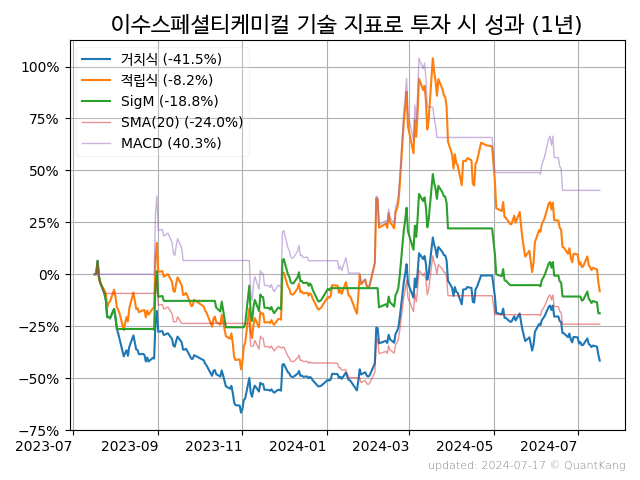 이수스페셜티케미컬 기술 지표로 투자 시 성과 (1년)
거치식 (-41.5%)
적립식 (-8.2%)
SigM (-18.8%)
SMA(20) (-24.0%)
MACD (40.3%)
100%
75%
50%
25%
0%
−25%
−50%
−75%
2023-07 2023-09 2023-11 2024-01 2024-03 2024-05 2024-07
updated: 2024-07-17 © QuantKang